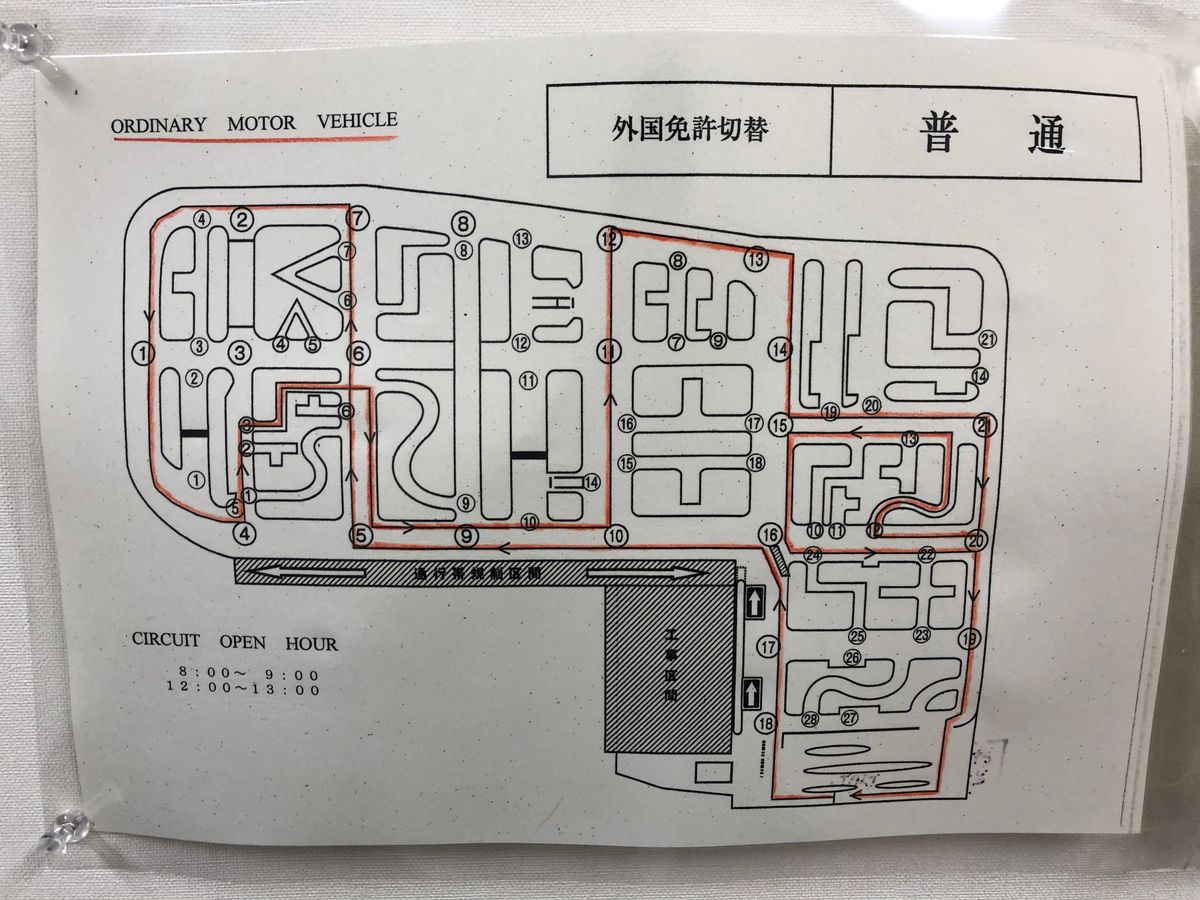 ORDINARY MOTOR VEHICLE
外国免許切替 普通
④ ② ⑦ ⑧ ⑧ ⑬ ⑫ ⑧ ⑬
⑦ ⑥ ④ ⑤
① ③ ③ ⑥ ⑫ ⑪ ⑦ ⑨ ⑭ ㉑
② ⑪ ⑭
③ ⑥ ⑯ ⑰ ⑮ ⑲ ⑳ ㉑
② ⑬
① ① ⑤ ⑨ ⑭ ⑮ ⑱
④ ⑤ ⑨ ⑩ ⑩ ⑯ ⑩ ⑪ ⑫ ⑳
㉔ ㉒
通行帯規制区間
㉕ ㉓ ⑲
⑰ ㉖
工事区間
⑱ ㉘ ㉗
CIRCUIT OPEN HOUR
8:00～ 9:00
12:00～13:00